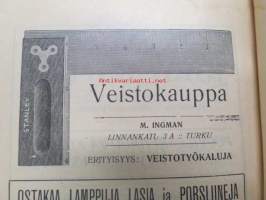 STANLEY
Antikvariaatti.net
Veistokauppa
M. INGMAN
LINNANKATU 3 A :: TURKU
ERITYISYYS: VEISTOTYÖKALUJA
OSTAKAA LAMPPUJA LASIA ja PORSLIINEJA